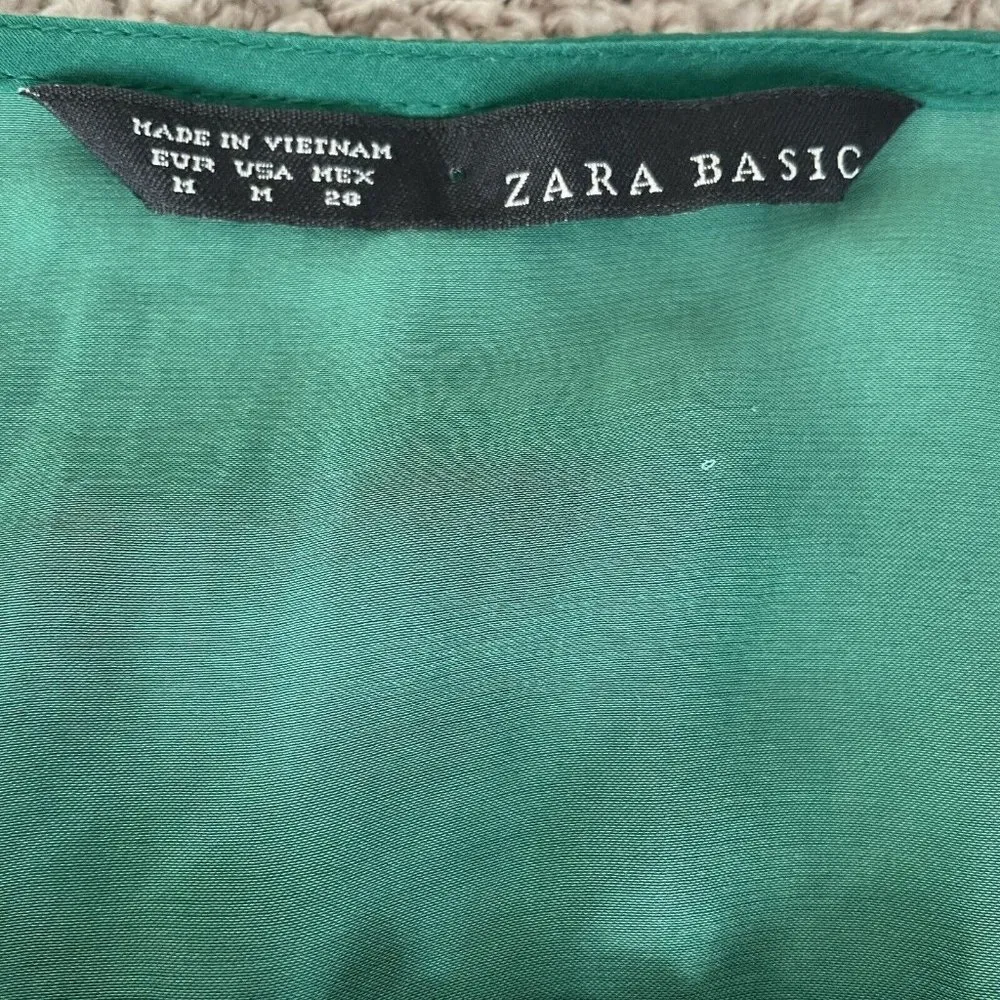 MADE IN VIETNAM
EUR USA MEX
M M 28
ZARA BASIC